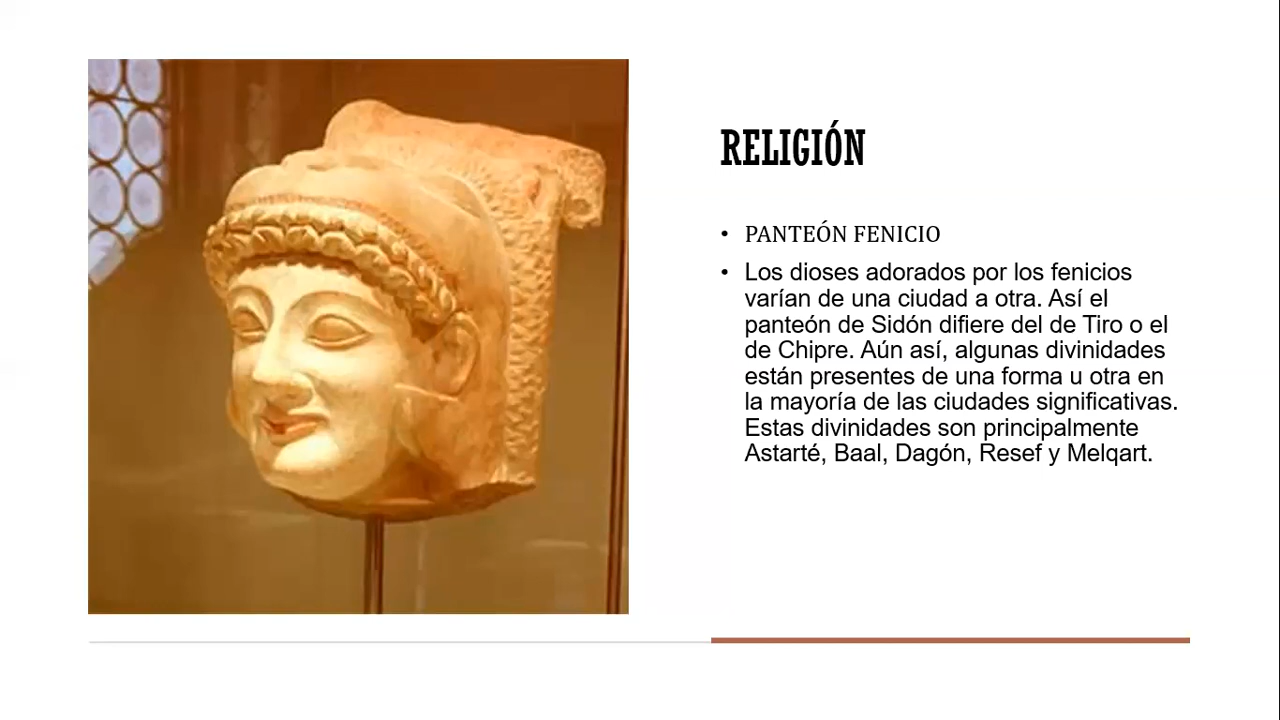 RELIGIÓN
• PANTEÓN FENICIO
• Los dioses adorados por los fenicios
varían de una ciudad a otra. Así el
panteón de Sidón difiere del de Tiro o el
de Chipre. Aún así, algunas divinidades
están presentes de una forma u otra en
la mayoría de las ciudades significativas.
Estas divinidades son principalmente
Astarté, Baal, Dagón, Resef y Melqart.